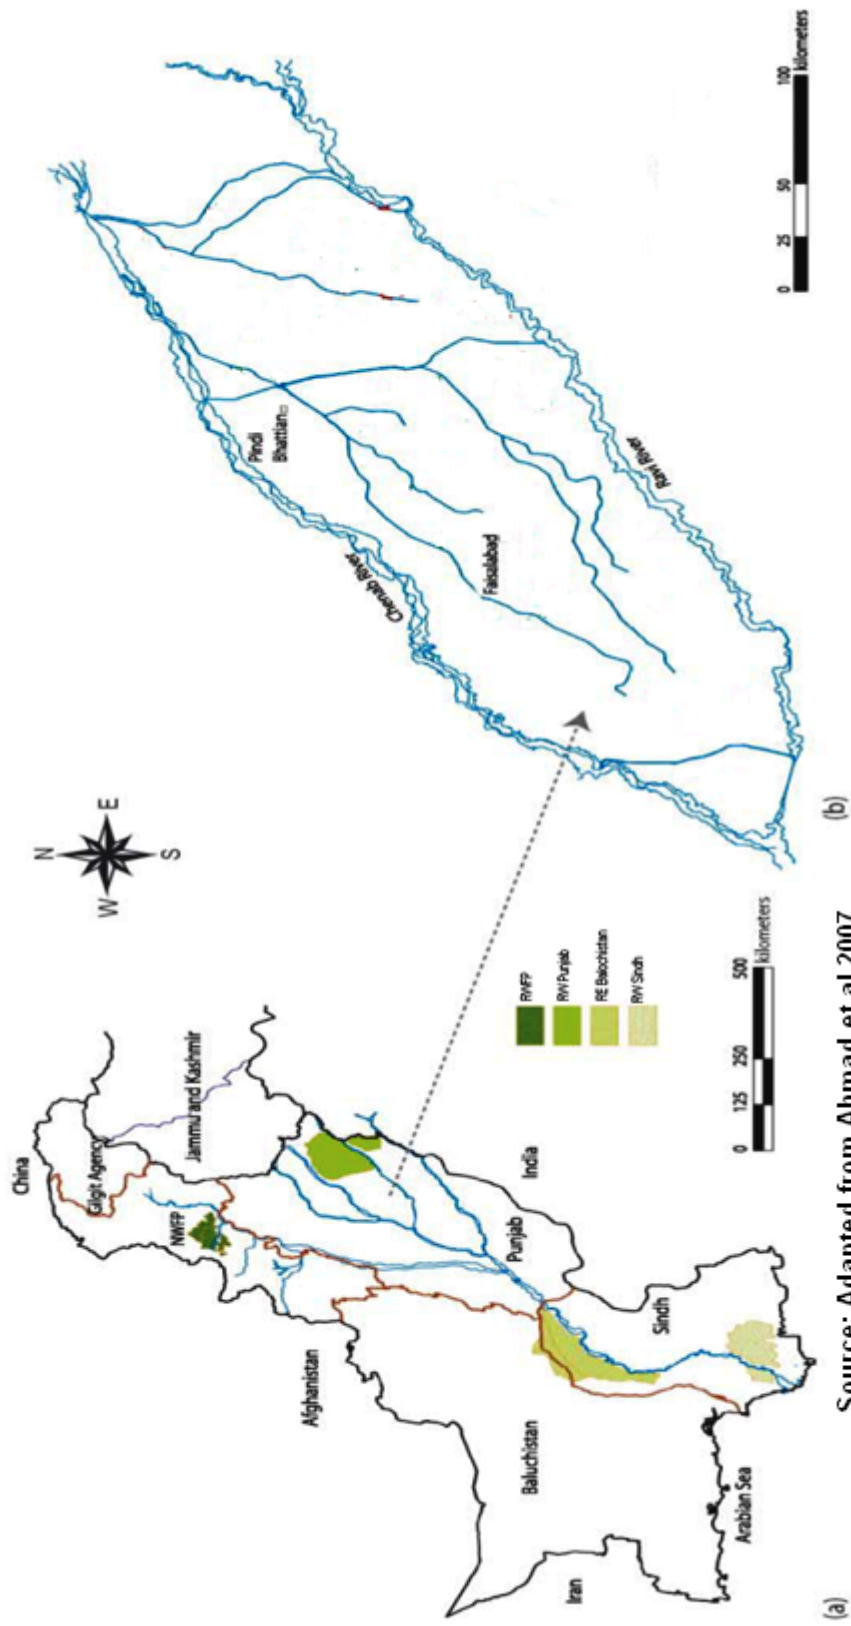 China
Gilgit Agency
Jammu and Kashmir
NWFP
Afghanistan
Punjab
India
Baluchistan
Sindh
Iran
Arabian Sea
N
W
E
S
RWFP
RW Punjab
RE Balochistan
RW Sindh
0 125 250 500
kilometers
(a)
Pindi
Bhattian
Chenab River
Faisalabad
Ravi River
0 25 50 100
kilometers
(b)
Source: Adapted from Ahmad et al 2007